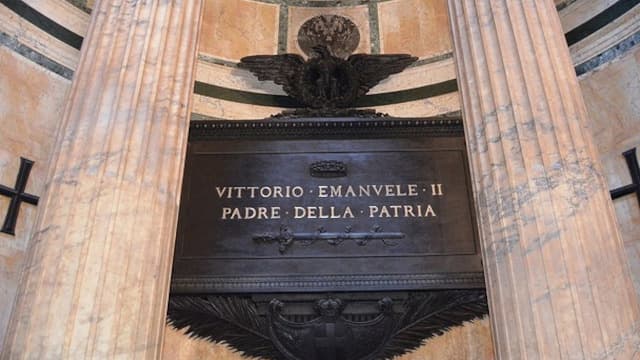 VITTORIO · EMANVELE · II
PADRE · DELLA · PATRIA